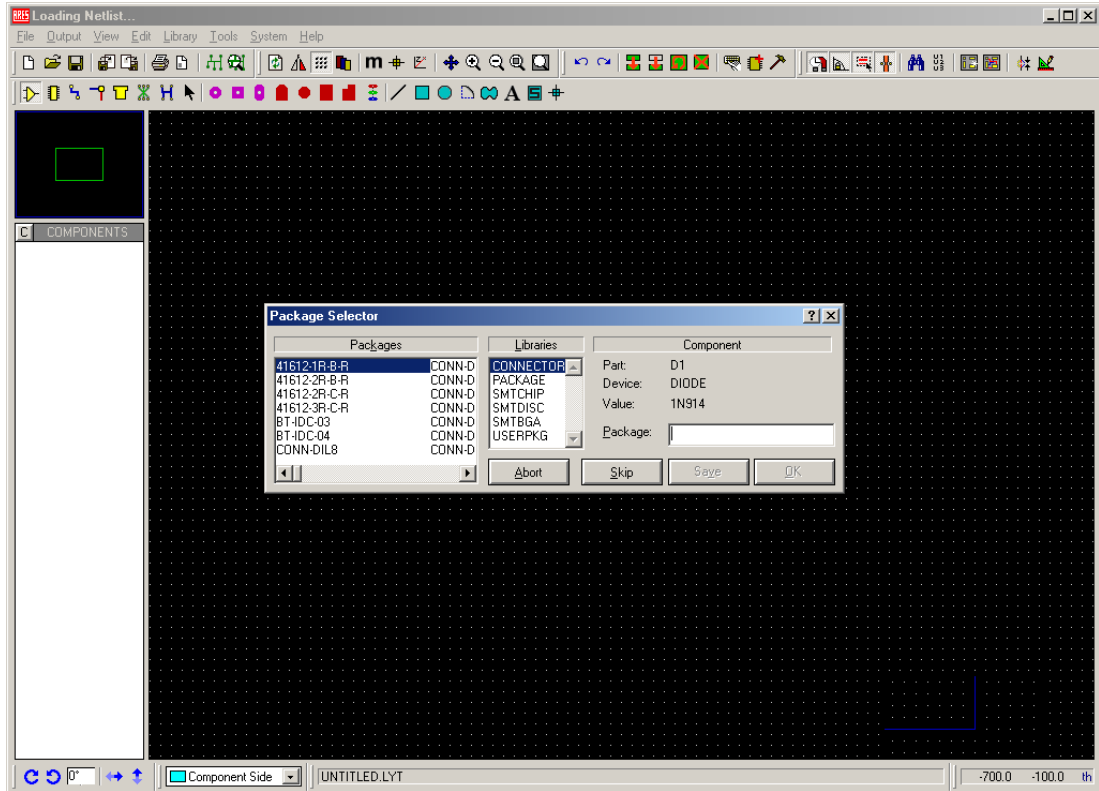 ARES Loading Netlist...
File Output View Edit Library Tools System Help
m
A S
C COMPONENTS
Package Selector
Packages Libraries Component
41612-1R-B-R CONN-D
41612-2R-B-R CONN-D
41612-2R-C-R CONN-D
41612-3R-C-R CONN-D
BT-IDC-03 CONN-D
BT-IDC-04 CONN-D
CONN-DIL8 CONN-D
CONNECTOR
PACKAGE
SMTCHIP
SMTDISC
SMTBGA
USERPKG
Part: D1
Device: DIODE
Value: 1N914
Package:
Abort Skip Save OK
0° Component Side UNTITLED.LYT -700.0 -100.0 th